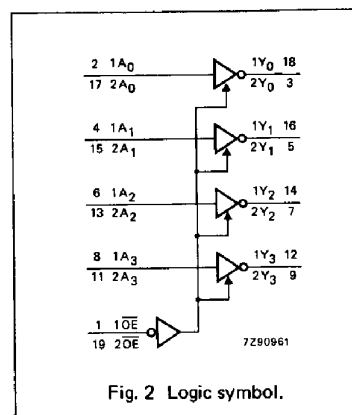 2 1A0 1Y0 18
17 2A0 2Y0 3
4 1A1 1Y1 16
15 2A1 2Y1 5
6 1A2 1Y2 14
13 2A2 2Y2 7
8 1A3 1Y3 12
11 2A3 2Y3 9
1 1O̅E̅
19 2O̅E̅
7Z90961
Fig. 2 Logic symbol.